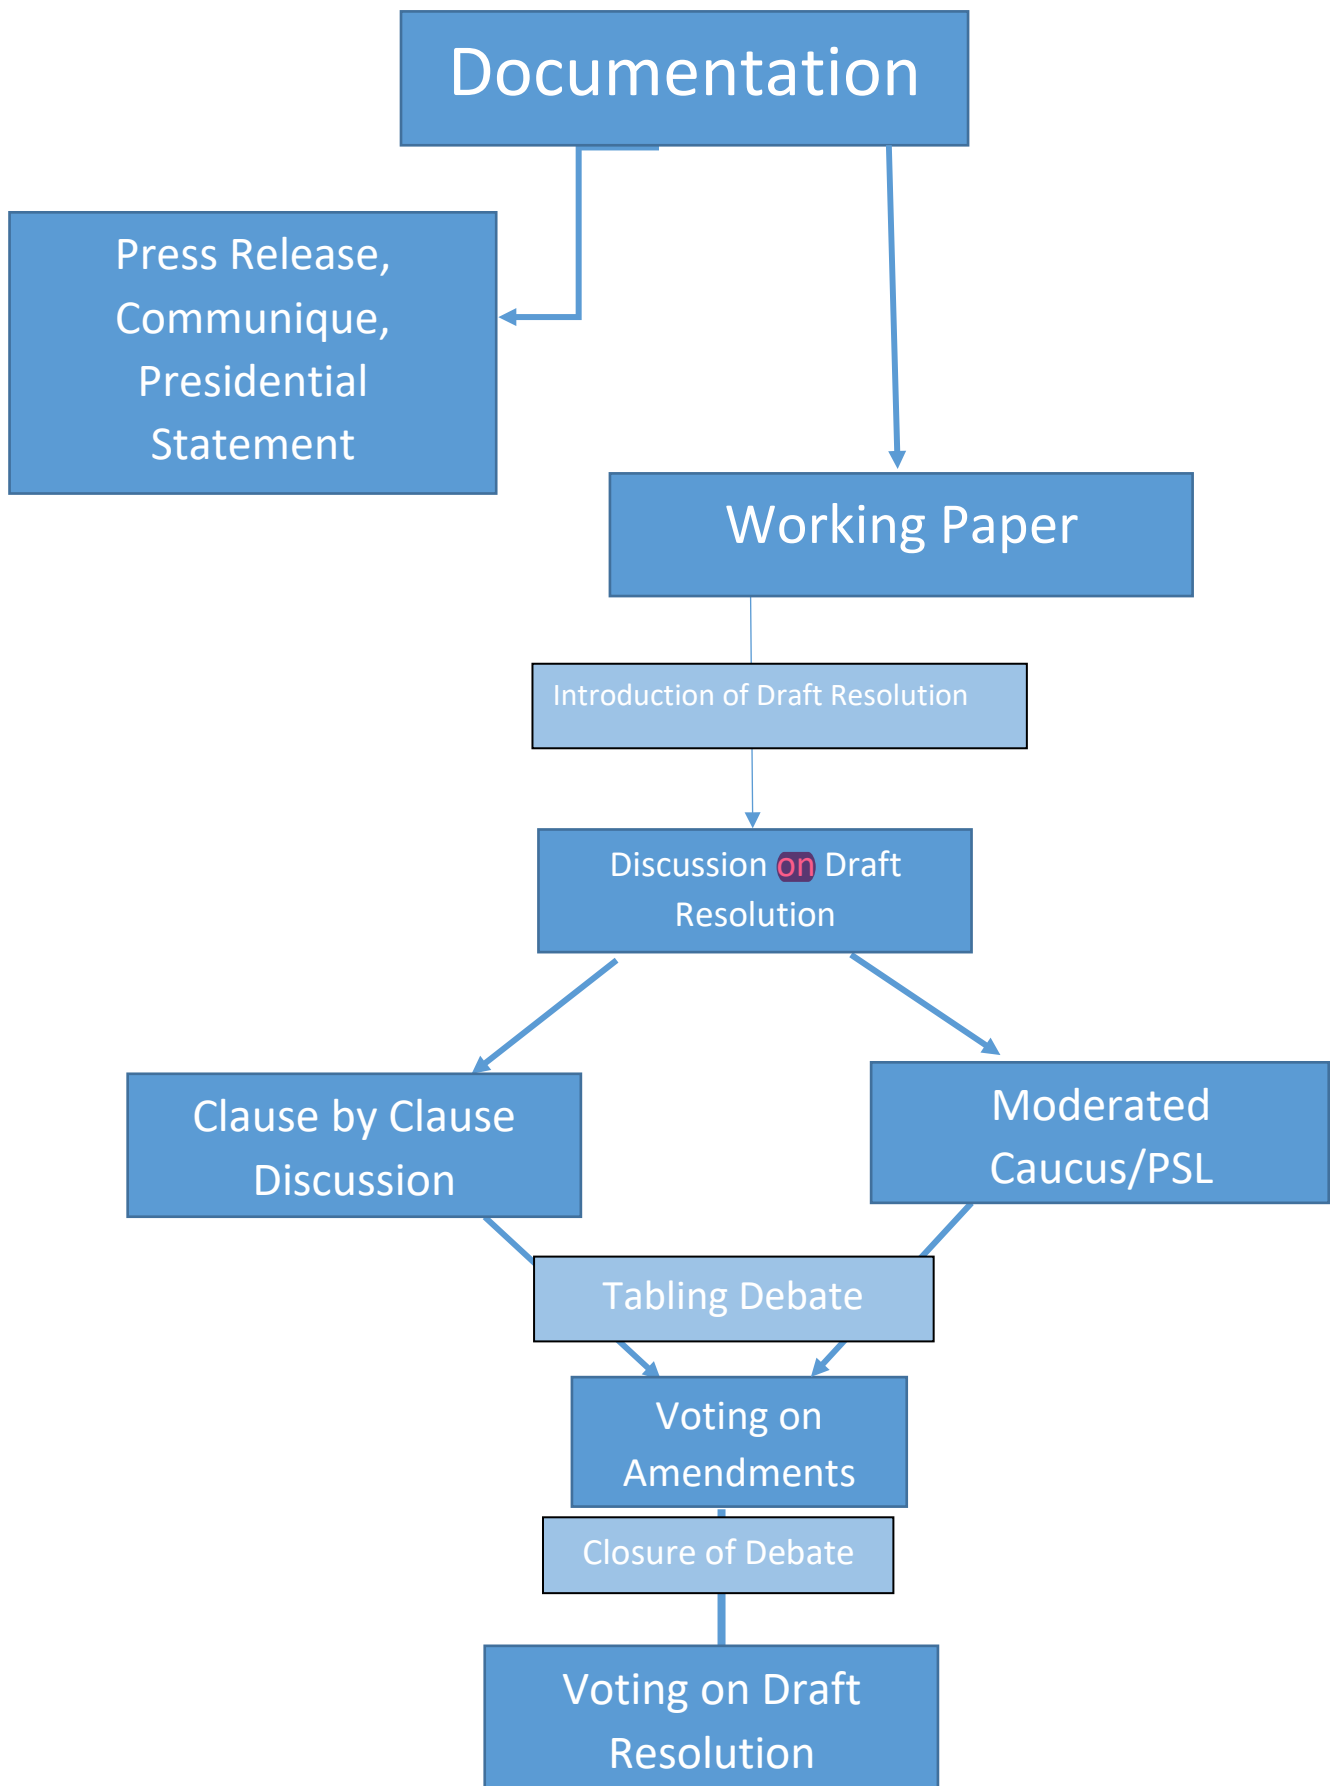 Documentation
Press Release,
Communique,
Presidential
Statement
Working Paper
Introduction of Draft Resolution
Discussion on Draft
Resolution
Clause by Clause
Discussion
Moderated
Caucus/PSL
Tabling Debate
Voting on
Amendments
Closure of Debate
Voting on Draft
Resolution